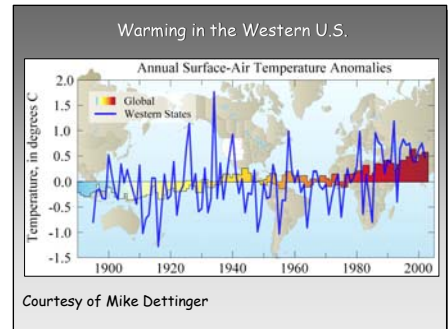 Warming in the Western U.S.
Annual Surface-Air Temperature Anomalies
Temperature, in degrees C
2.0
1.5
1.0
0.5
0.0
-0.5
-1.0
-1.5
Global
Western States
1900 1920 1940 1960 1980 2000
Courtesy of Mike Dettinger